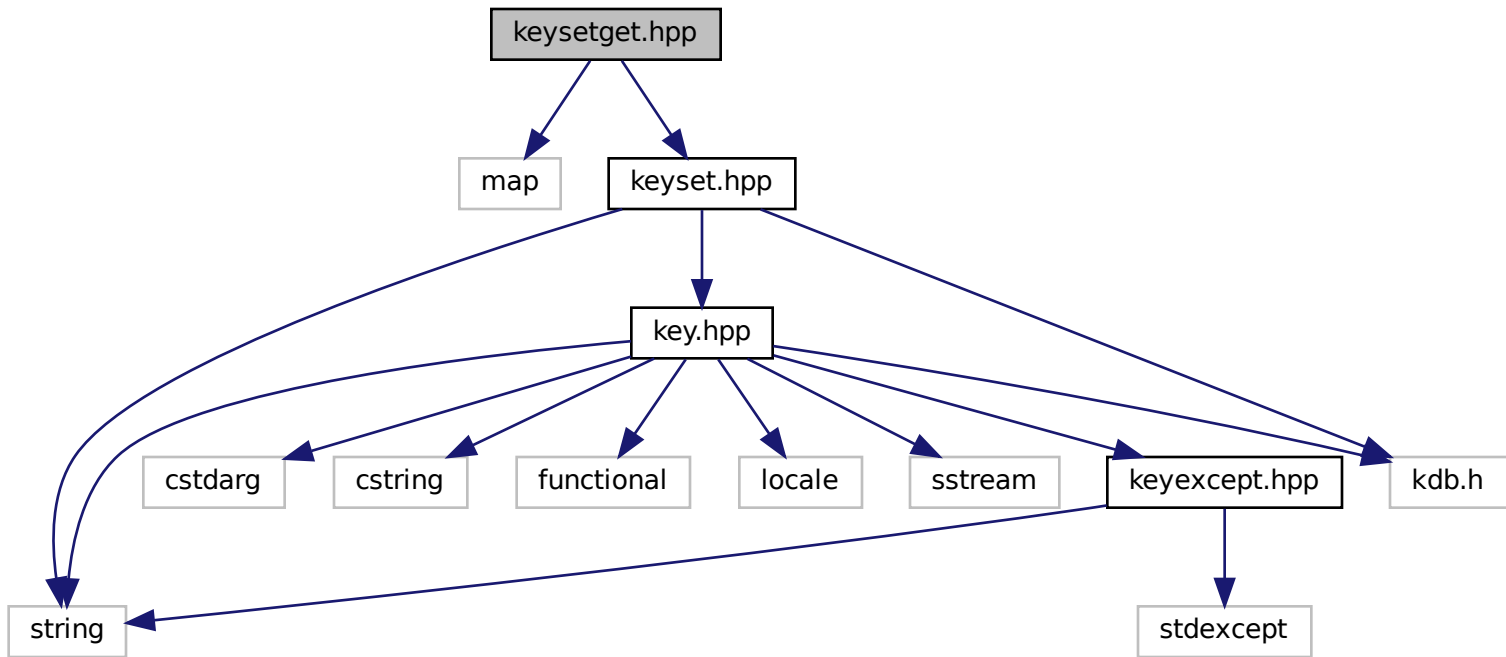 keysetget.hpp
map
keyset.hpp
key.hpp
cstdarg
cstring
functional
locale
sstream
keyexcept.hpp
kdb.h
string
stdexcept